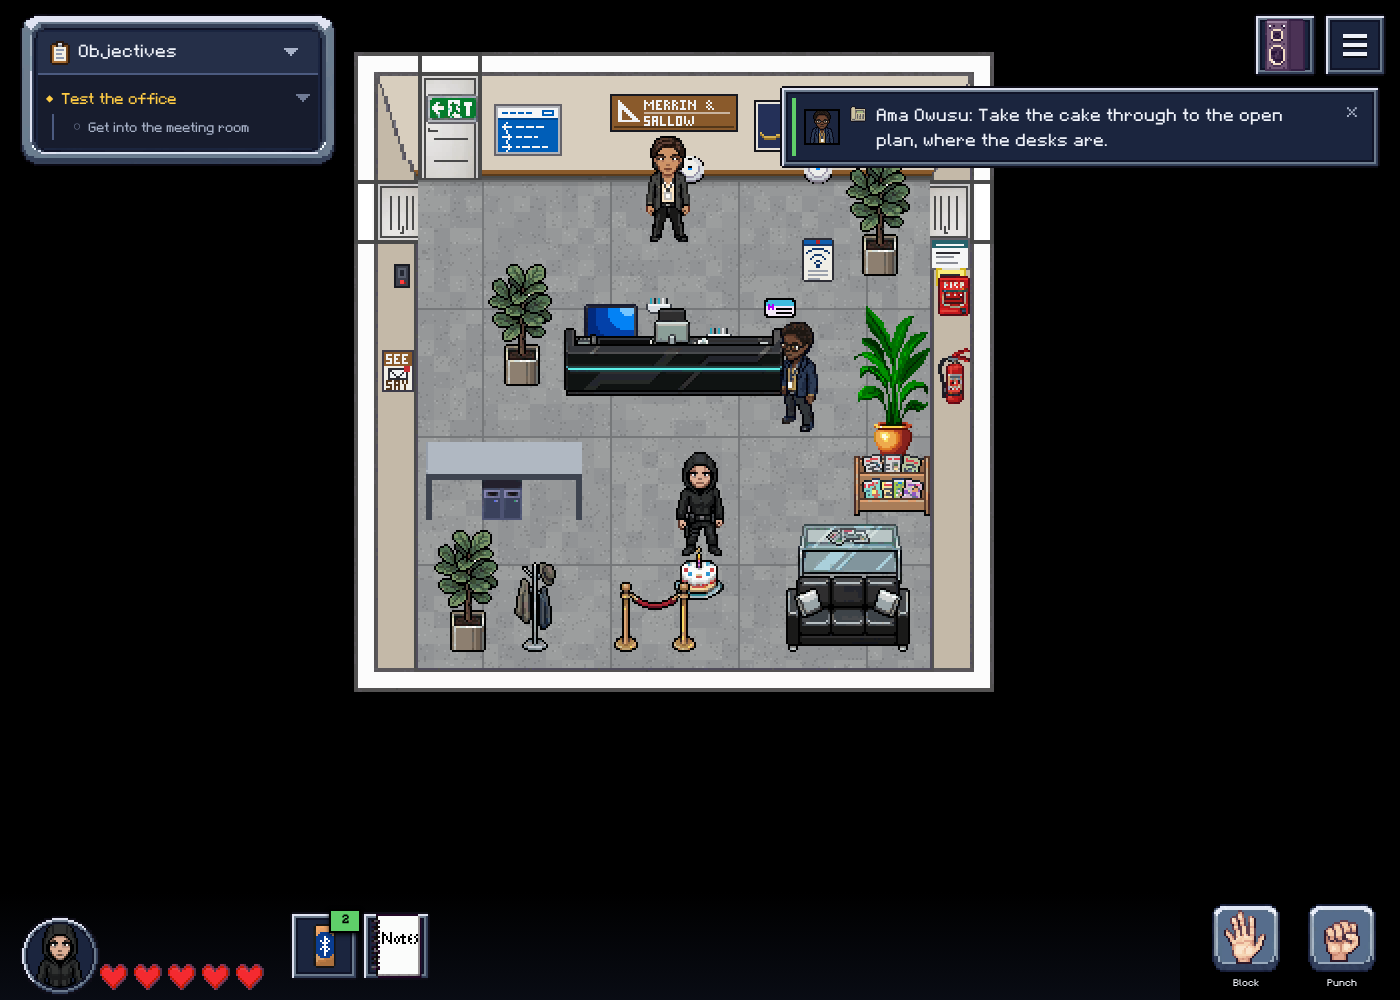 Objectives
Test the office
Get into the meeting room
MERRIN &
SALLOW
Ama Owusu: Take the cake through to the open
plan, where the desks are.
SEE
SAY
2
Notes
Block
Punch